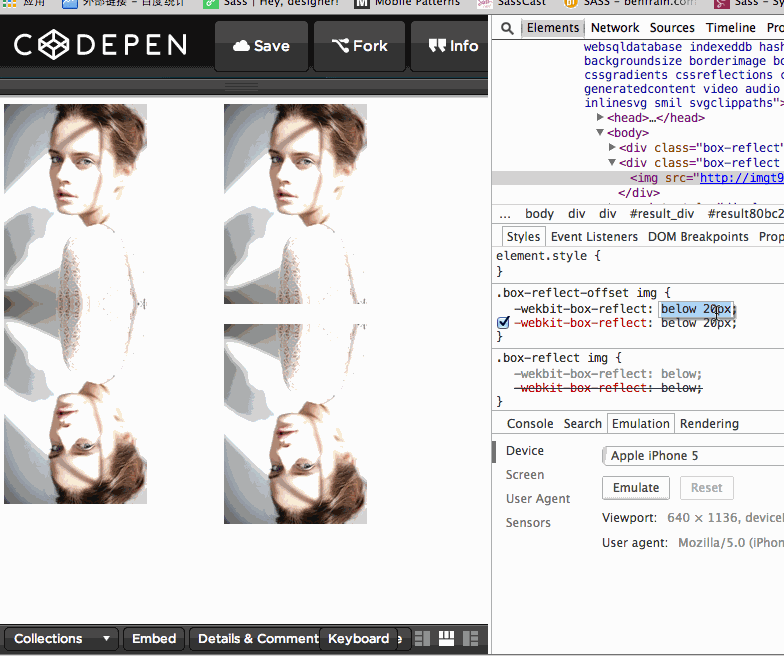 应用 外部链接 - 百度统计 Sass | Hey, designer! Mobile Patterns SassCast SASS - benfrain.com Sass - Sy
CODEPEN Save Fork Info
Elements Network Sources Timeline Pro
websqldatabase indexeddb hash
backgroundsize borderimage bo
cssgradients cssreflections c
generatedcontent video audio
inlinesvg smil svgclippaths">
<head>…</head>
<body>
<div class="box-reflect"
<div class="box-reflect
<img src="http://imgt9
</div>
... body div div #result_div #result80bc2
Styles Event Listeners DOM Breakpoints Prop
element.style {
}
.box-reflect-offset img {
-wekbit-box-reflect: below 20px;
-webkit-box-reflect: below 20px;
}
.box-reflect img {
-wekbit-box-reflect: below;
-webkit-box-reflect: below;
}
Console Search Emulation Rendering
Device
Screen
User Agent
Sensors
Apple iPhone 5
Emulate Reset
Viewport: 640 × 1136, deviceP
User agent: Mozilla/5.0 (iPhon
Collections Embed Details & Comment Keyboard e